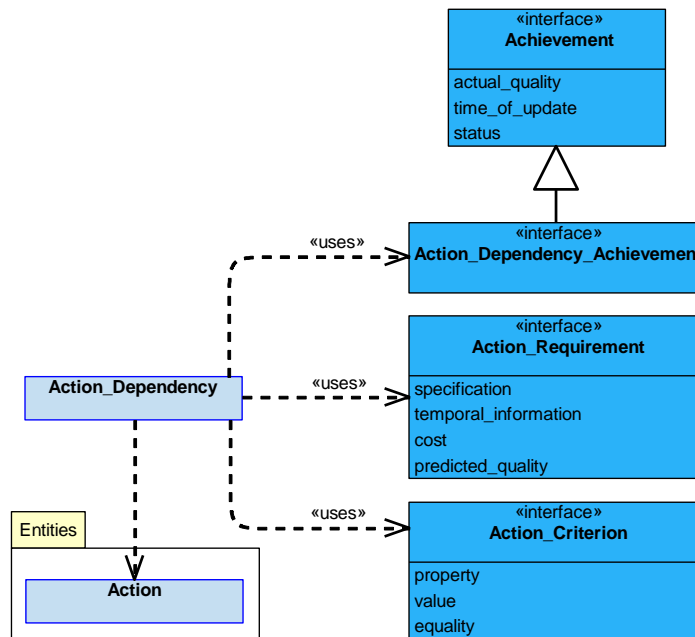 «interface»
Achievement
actual_quality
time_of_update
status
«uses»
«interface»
Action_Dependency_Achievement
«interface»
Action_Requirement
specification
temporal_information
cost
predicted_quality
Action_Dependency
«uses»
«uses»
«interface»
Action_Criterion
property
value
equality
Entities
Action